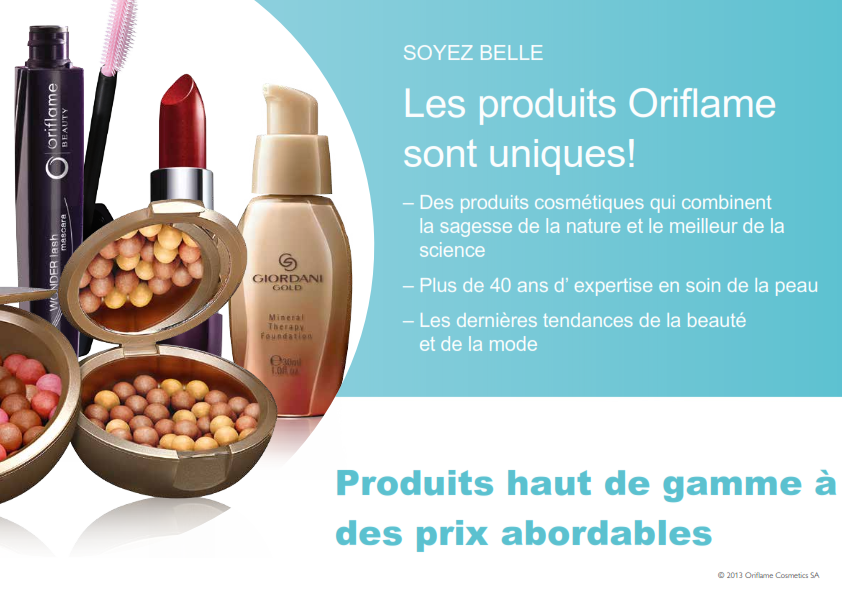 SOYEZ BELLE
Les produits Oriflame
sont uniques!
– Des produits cosmétiques qui combinent
la sagesse de la nature et le meilleur de la
science
– Plus de 40 ans d’ expertise en soin de la peau
– Les dernières tendances de la beauté
et de la mode
Produits haut de gamme à
des prix abordables
© 2013 Oriflame Cosmetics SA
oriflame
BEAUTY
WONDER lash
mascara
GIORDANI
GOLD
Mineral
Therapy
Foundation
℮30ml
1.0fl.oz.